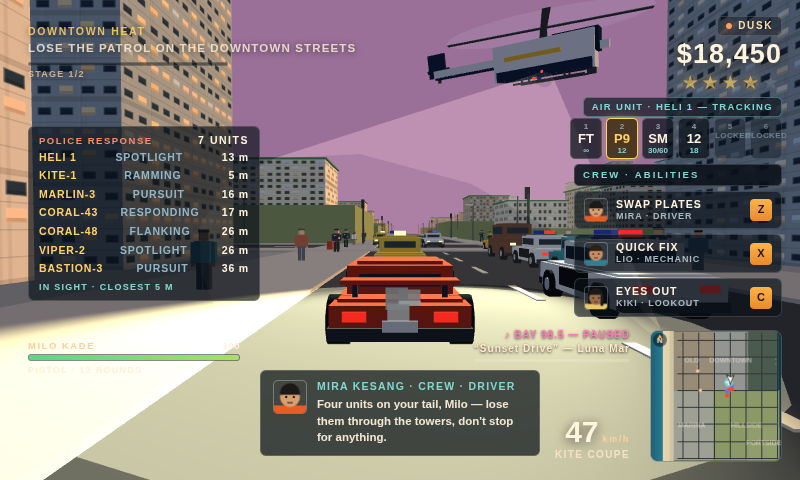 DOWNTOWN HEAT
LOSE THE PATROL ON THE DOWNTOWN STREETS
STAGE 1/2
POLICE RESPONSE 7 UNITS
HELI 1 SPOTLIGHT 13 m
KITE-1 RAMMING 5 m
MARLIN-3 PURSUIT 16 m
CORAL-43 RESPONDING 17 m
CORAL-48 FLANKING 26 m
VIPER-2 SPOTLIGHT 26 m
BASTION-3 PURSUIT 36 m
IN SIGHT · CLOSEST 5 M
DUSK
$18,450
AIR UNIT · HELI 1 — TRACKING
1 2 3 4 5 6
FT P9 SM 12 LOCKED LOCKED
∞ 12 30/60 18
CREW · ABILITIES
SWAP PLATES Z
MIRA · DRIVER
QUICK FIX X
LIO · MECHANIC
EYES OUT C
KIKI · LOOKOUT
MILO KADE 100
PISTOL · 12 ROUNDS
♪ BAY 98.5 — PAUSED
"Sunset Drive" — Luna Mar
MIRA KESANG · CREW · DRIVER
Four units on your tail, Milo — lose
them through the towers, don't stop
for anything.
47 km/h
KITE COUPE
N
OLD DOWNTOWN
MARINA HILLSIDE
PORTSIDE